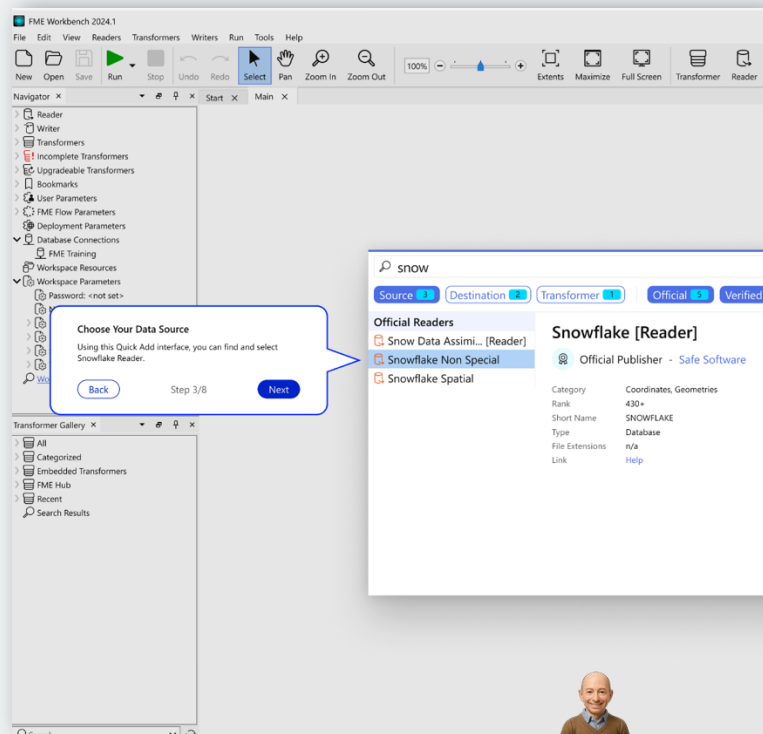 FME Workbench 2024.1
File Edit View Readers Transformers Writers Run Tools Help
New Open Save Run Stop Undo Redo Select Pan Zoom In Zoom Out 100% Extents Maximize Full Screen Transformer Reader
Navigator
Start Main
Reader
Writer
Transformers
Incomplete Transformers
Upgradeable Transformers
Bookmarks
User Parameters
FME Flow Parameters
Deployment Parameters
Database Connections
FME Training
Workspace Resources
Workspace Parameters
Password: <not set>
Choose Your Data Source
Using this Quick Add interface, you can find and select
Snowflake Reader.
Back Step 3/8 Next
Transformer Gallery
All
Categorized
Embedded Transformers
FME Hub
Recent
Search Results
snow
Source 3 Destination 2 Transformer 1 Official 5 Verified
Official Readers
Snow Data Assimi... [Reader]
Snowflake Non Special
Snowflake Spatial
Snowflake [Reader]
Official Publisher - Safe Software
Category Coordinates, Geometries
Rank 430+
Short Name SNOWFLAKE
Type Database
File Extensions n/a
Link Help